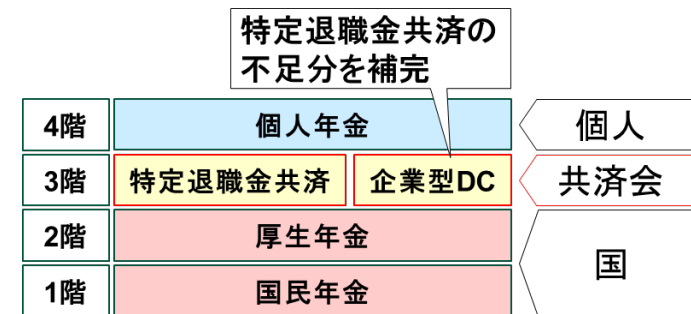 特定退職金共済の
不足分を補完
4階
個人年金
個人
3階
特定退職金共済
企業型DC
共済会
2階
厚生年金
国
1階
国民年金